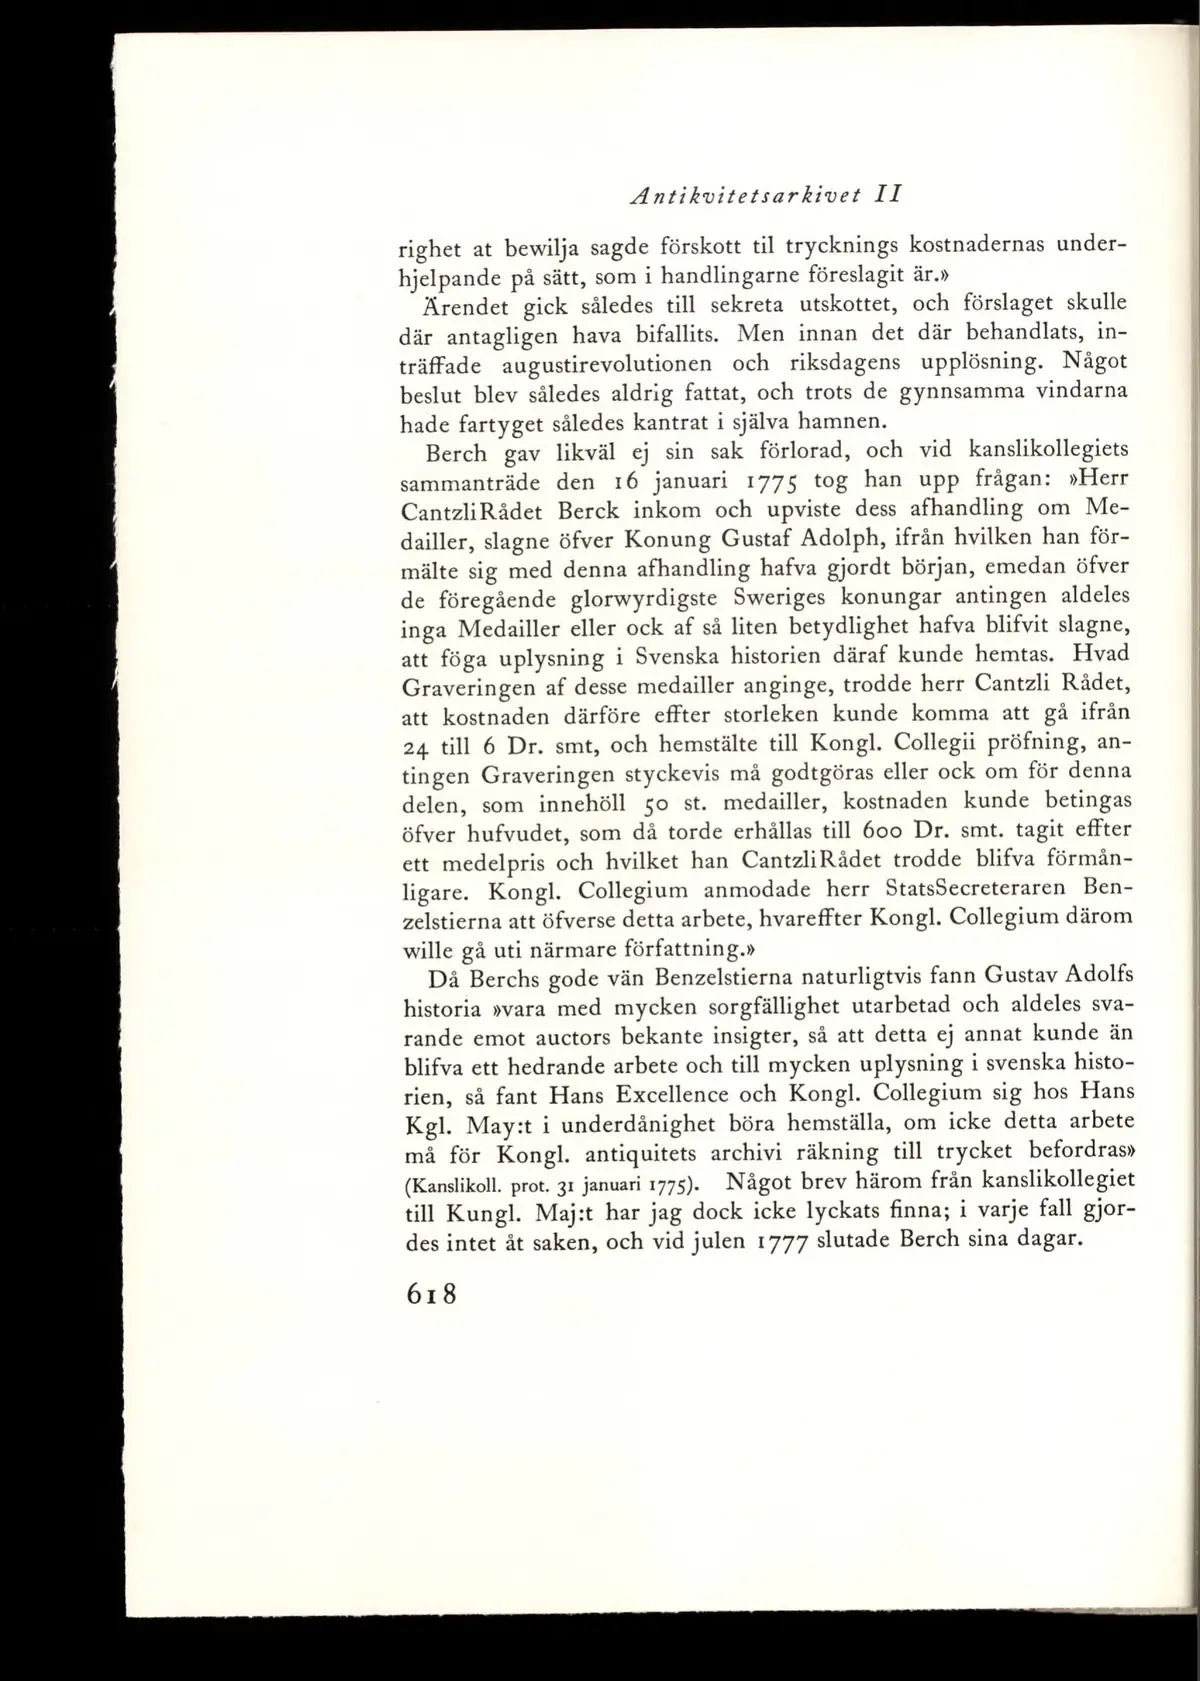 Antikvitetsarkivet II
righet at bewilja sagde förskott til trycknings kostnadernas under-
hjelpande på sätt, som i handlingarne föreslagit är.»
Ärendet gick således till sekreta utskottet, och förslaget skulle
där antagligen hava bifallits. Men innan det där behandlats, in-
träffade augustirevolutionen och riksdagens upplösning. Något
beslut blev således aldrig fattat, och trots de gynnsamma vindarna
hade fartyget således kantrat i själva hamnen.
Berch gav likväl ej sin sak förlorad, och vid kanslikollegiets
sammanträde den 16 januari 1775 tog han upp frågan: »Herr
CantzliRådet Berck inkom och upviste dess afhandling om Me-
dailler, slagne öfver Konung Gustaf Adolph, ifrån hvilken han för-
mälte sig med denna afhandling hafva gjordt början, emedan öfver
de föregående glorwyrdigste Sweriges konungar antingen aldeles
inga Medailler eller ock af så liten betydlighet hafva blifvit slagne,
att föga uplysning i Svenska historien däraf kunde hemtas. Hvad
Graveringen af desse medailler anginge, trodde herr Cantzli Rådet,
att kostnaden därföre effter storleken kunde komma att gå ifrån
24 till 6 Dr. smt, och hemstälte till Kongl. Collegii pröfning, an-
tingen Graveringen styckevis må godtgöras eller ock om för denna
delen, som innehöll 50 st. medailler, kostnaden kunde betingas
öfver hufvudet, som då torde erhållas till 600 Dr. smt. tagit effter
ett medelpris och hvilket han CantzliRådet trodde blifva förmån-
ligare. Kongl. Collegium anmodade herr StatsSecreteraren Ben-
zelstierna att öfverse detta arbete, hvareffter Kongl. Collegium därom
wille gå uti närmare författning.»
Då Berchs gode vän Benzelstierna naturligtvis fann Gustav Adolfs
historia »vara med mycken sorgfällighet utarbetad och aldeles sva-
rande emot auctors bekante insigter, så att detta ej annat kunde än
blifva ett hedrande arbete och till mycken uplysning i svenska histo-
rien, så fant Hans Excellence och Kongl. Collegium sig hos Hans
Kgl. May:t i underdånighet böra hemställa, om icke detta arbete
må för Kongl. antiquitets archivi räkning till trycket befordras»
(Kanslikoll. prot. 31 januari 1775). Något brev härom från kanslikollegiet
till Kungl. Maj:t har jag dock icke lyckats finna; i varje fall gjor-
des intet åt saken, och vid julen 1777 slutade Berch sina dagar.
618